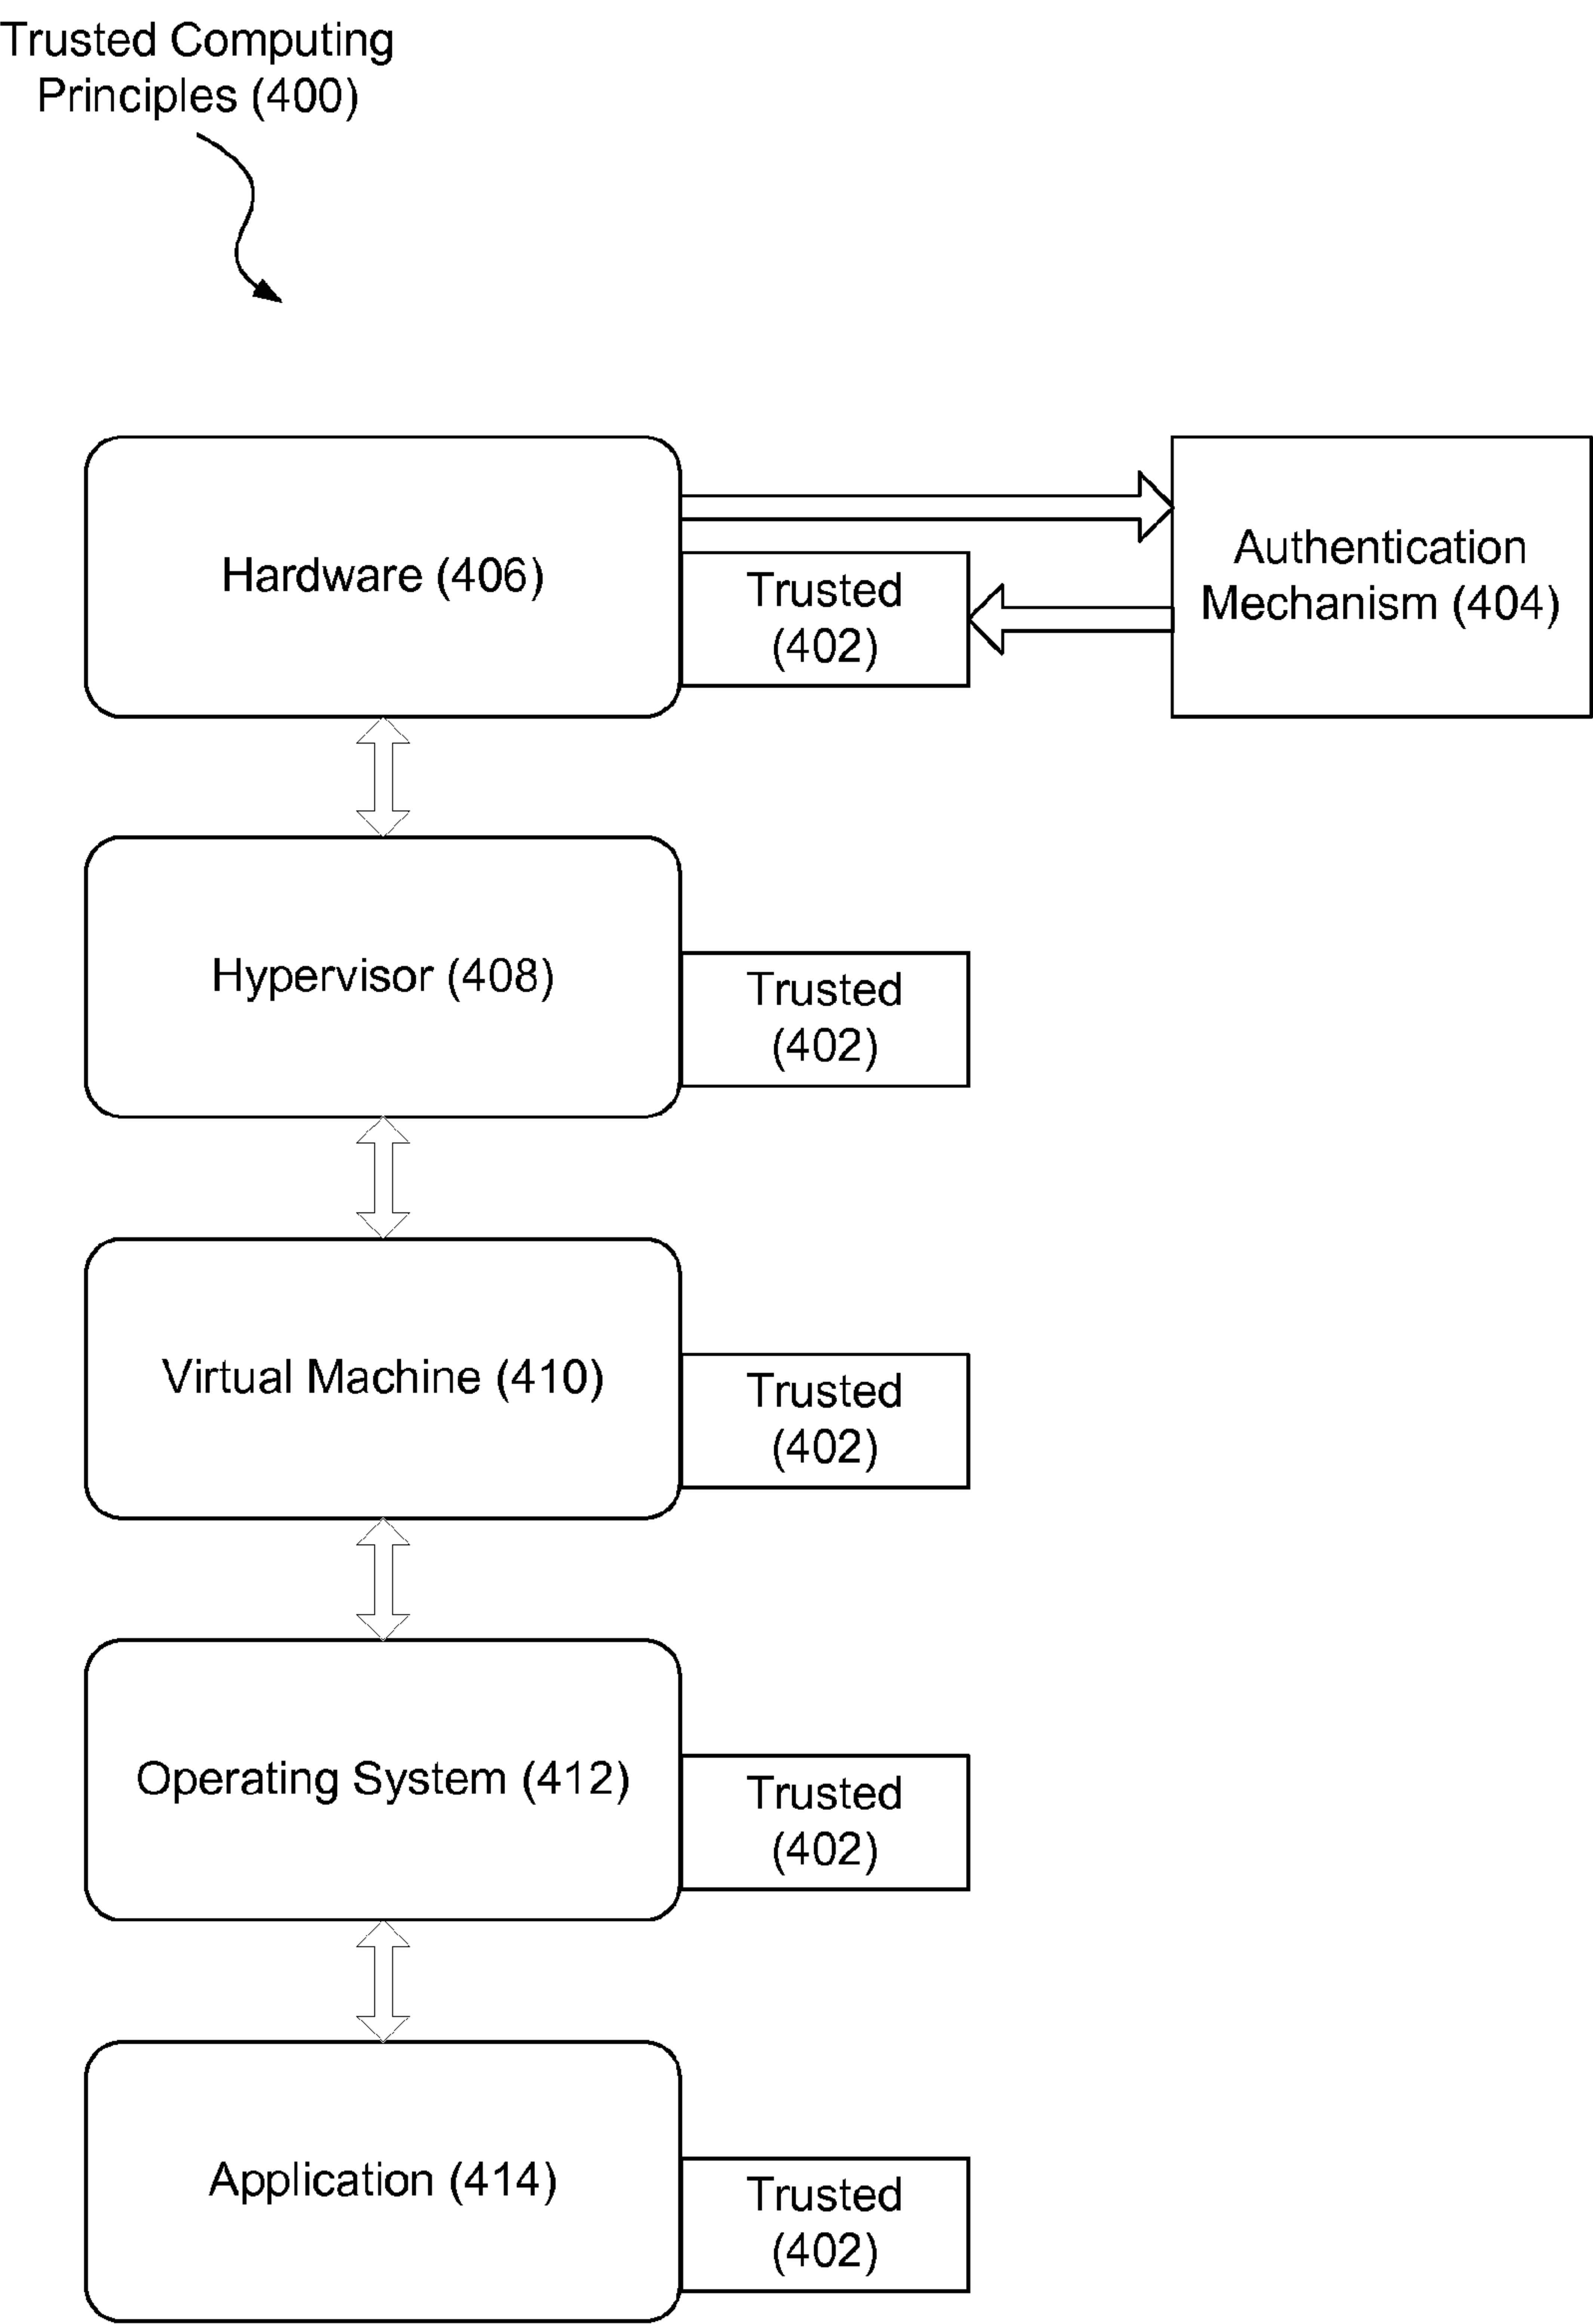 Trusted Computing
Principles (400)
Hardware (406)
Trusted
(402)
Authentication
Mechanism (404)
Hypervisor (408)
Trusted
(402)
Virtual Machine (410)
Trusted
(402)
Operating System (412)
Trusted
(402)
Application (414)
Trusted
(402)